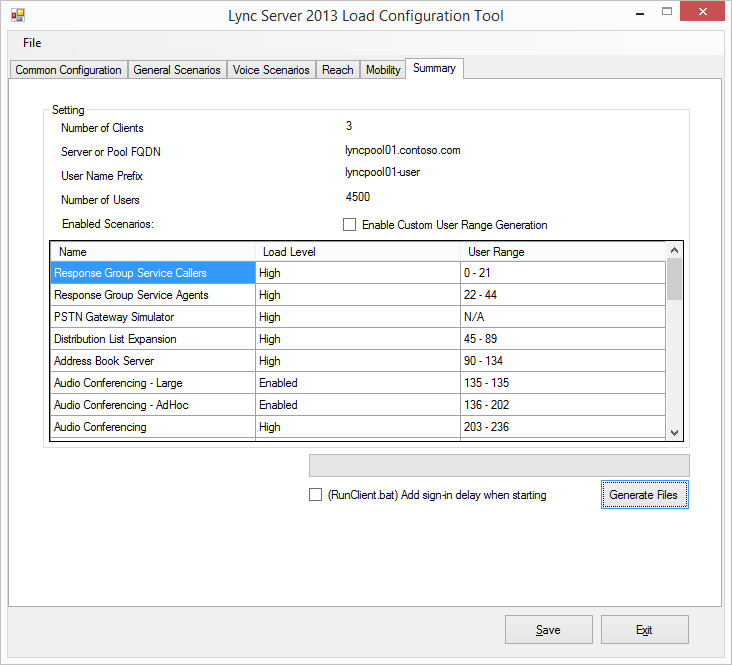 Lync Server 2013 Load Configuration Tool
File
Common Configuration General Scenarios Voice Scenarios Reach Mobility Summary
Setting
Number of Clients 3
Server or Pool FQDN lyncpool01.contoso.com
User Name Prefix lyncpool01-user
Number of Users 4500
Enabled Scenarios: Enable Custom User Range Generation
Name Load Level User Range
Response Group Service Callers High 0 - 21
Response Group Service Agents High 22 - 44
PSTN Gateway Simulator High N/A
Distribution List Expansion High 45 - 89
Address Book Server High 90 - 134
Audio Conferencing - Large Enabled 135 - 135
Audio Conferencing - AdHoc Enabled 136 - 202
Audio Conferencing High 203 - 236
(RunClient.bat) Add sign-in delay when starting Generate Files
Save Exit